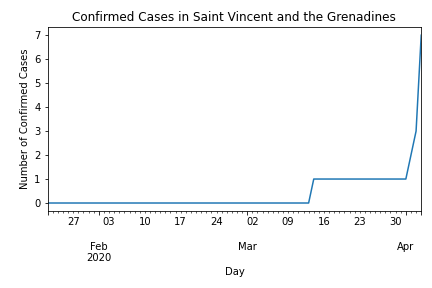 Confirmed Cases in Saint Vincent and the Grenadines
Number of Confirmed Cases
7
6
5
4
3
2
1
0
27 03 10 17 24 02 09 16 23 30
Feb Mar Apr
2020
Day